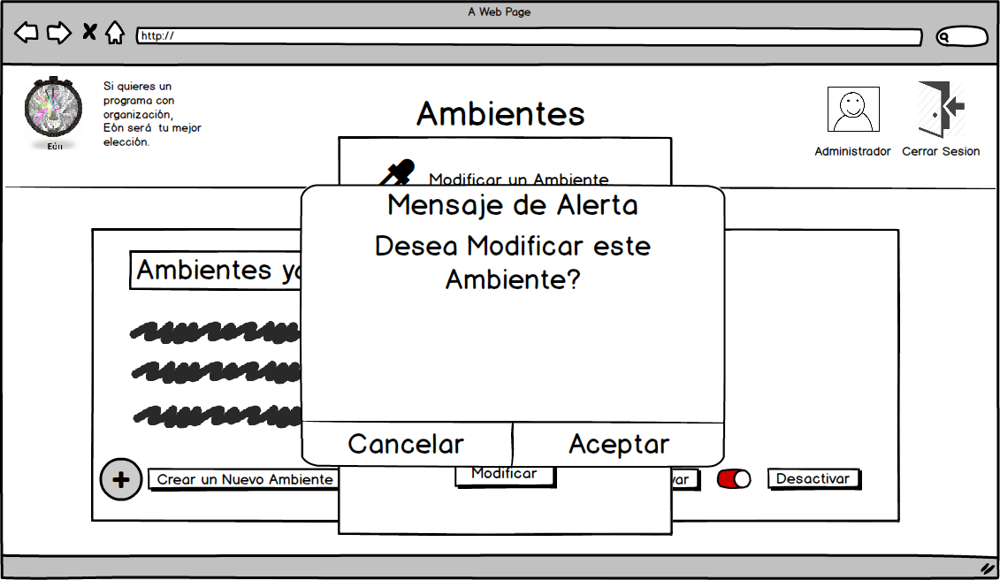 A Web Page
http://
Si quieres un
programa con
organización,
Eón será tu mejor
elección.
Eón
Ambientes
Administrador
Cerrar Sesion
Modificar un Ambiente
Mensaje de Alerta
Desea Modificar este
Ambiente?
Ambientes
Cancelar
Aceptar
Crear un Nuevo Ambiente
Modificar
Desactivar